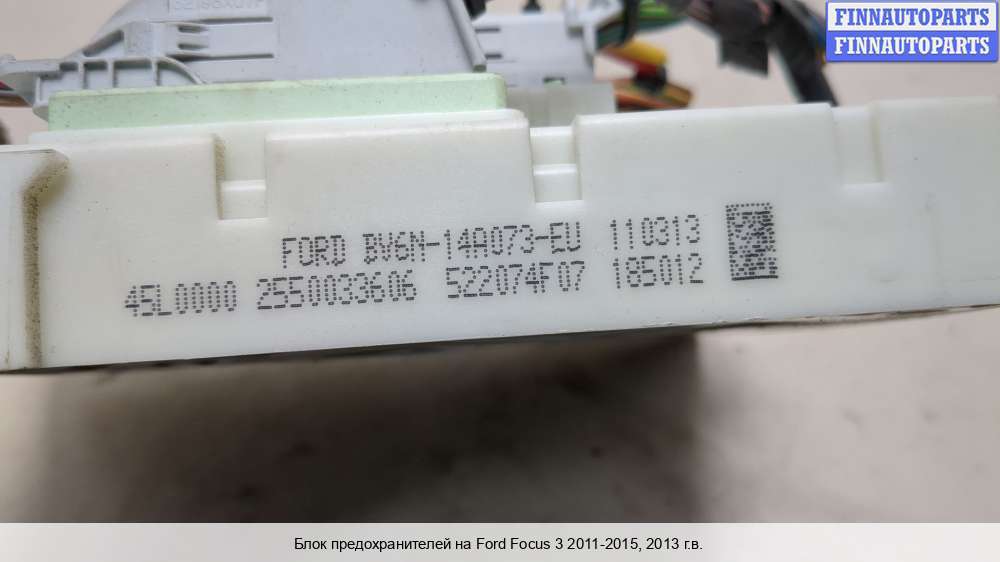 FINNAUTOPARTS
FINNAUTOPARTS
FORD BV6N-14A073-EU 110313
45L0000 2550033606 522074F07 185012
Блок предохранителей на Ford Focus 3 2011-2015, 2013 г.в.